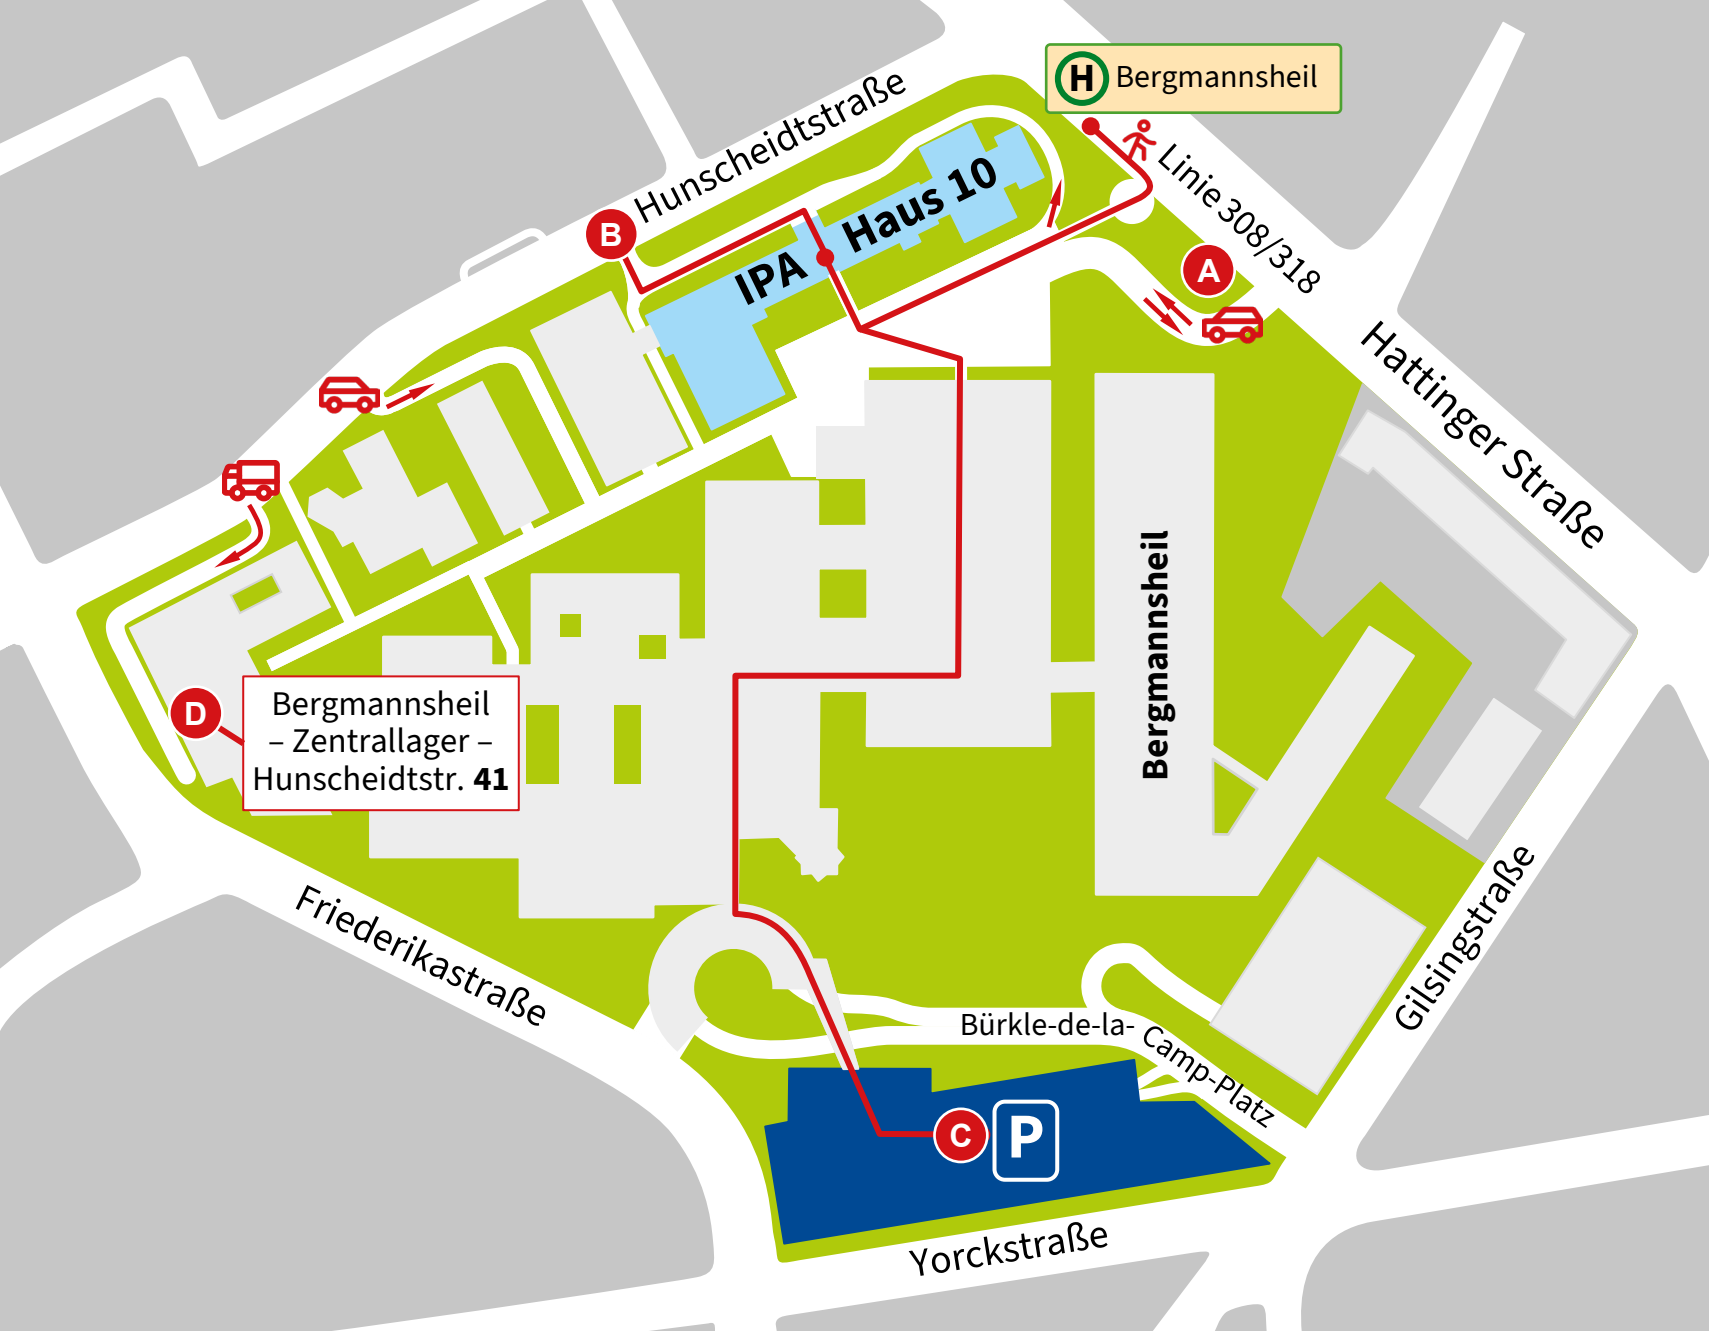 H Bergmannsheil
Hunscheidtstraße
Linie 308/318
B
IPA Haus 10
A
Hattinger Straße
Bergmannsheil
D
Bergmannsheil
– Zentrallager –
Hunscheidtstr. 41
Friederikastraße
Gilsingstraße
Bürkle-de-la-
Camp-Platz
C P
Yorckstraße